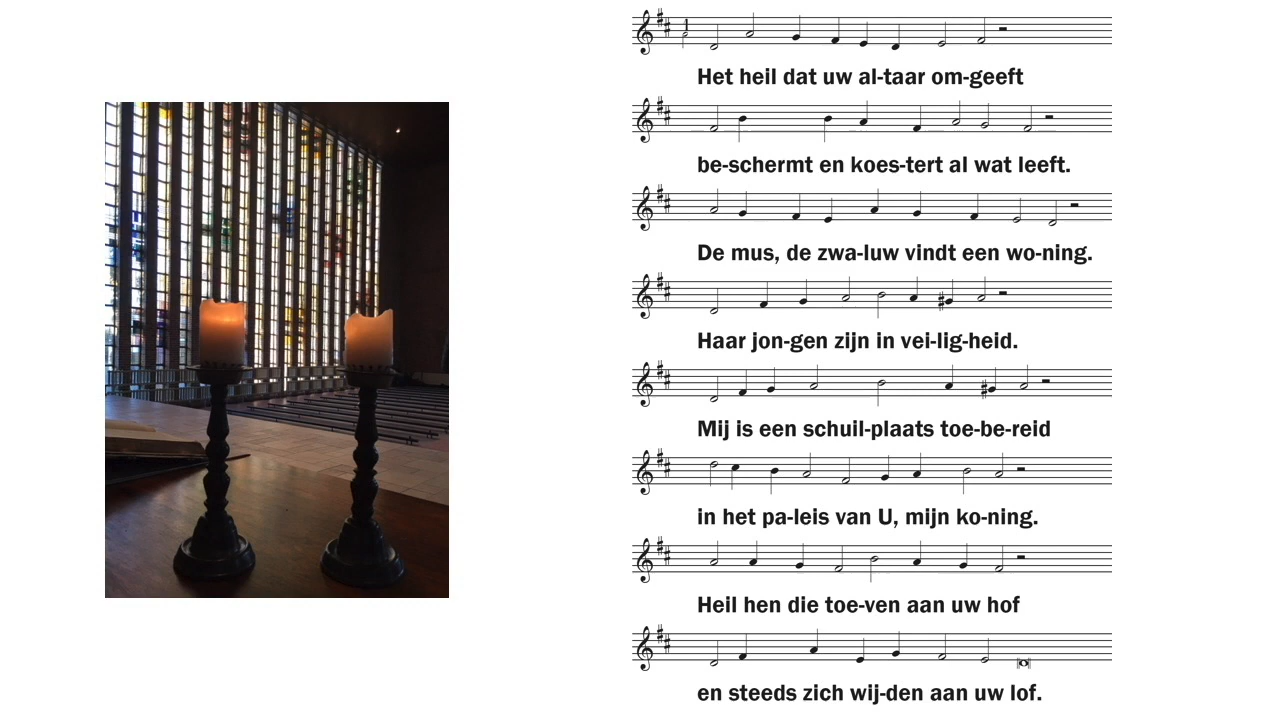 Het heil dat uw al-taar om-geeft
be-schermt en koes-tert al wat leeft.
De mus, de zwa-luw vindt een wo-ning.
Haar jon-gen zijn in vei-lig-heid.
Mij is een schuil-plaats toe-be-reid
in het pa-leis van U, mijn ko-ning.
Heil hen die toe-ven aan uw hof
en steeds zich wij-den aan uw lof.